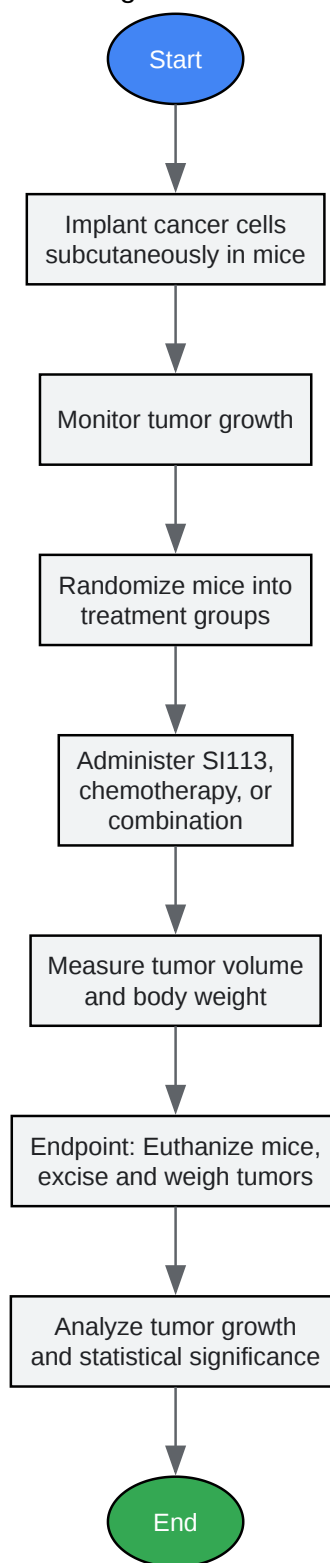 Start
Implant cancer cells
subcutaneously in mice
Monitor tumor growth
Randomize mice into
treatment groups
Administer SI113,
chemotherapy, or
combination
Measure tumor volume
and body weight
Endpoint: Euthanize mice,
excise and weigh tumors
Analyze tumor growth
and statistical significance
End